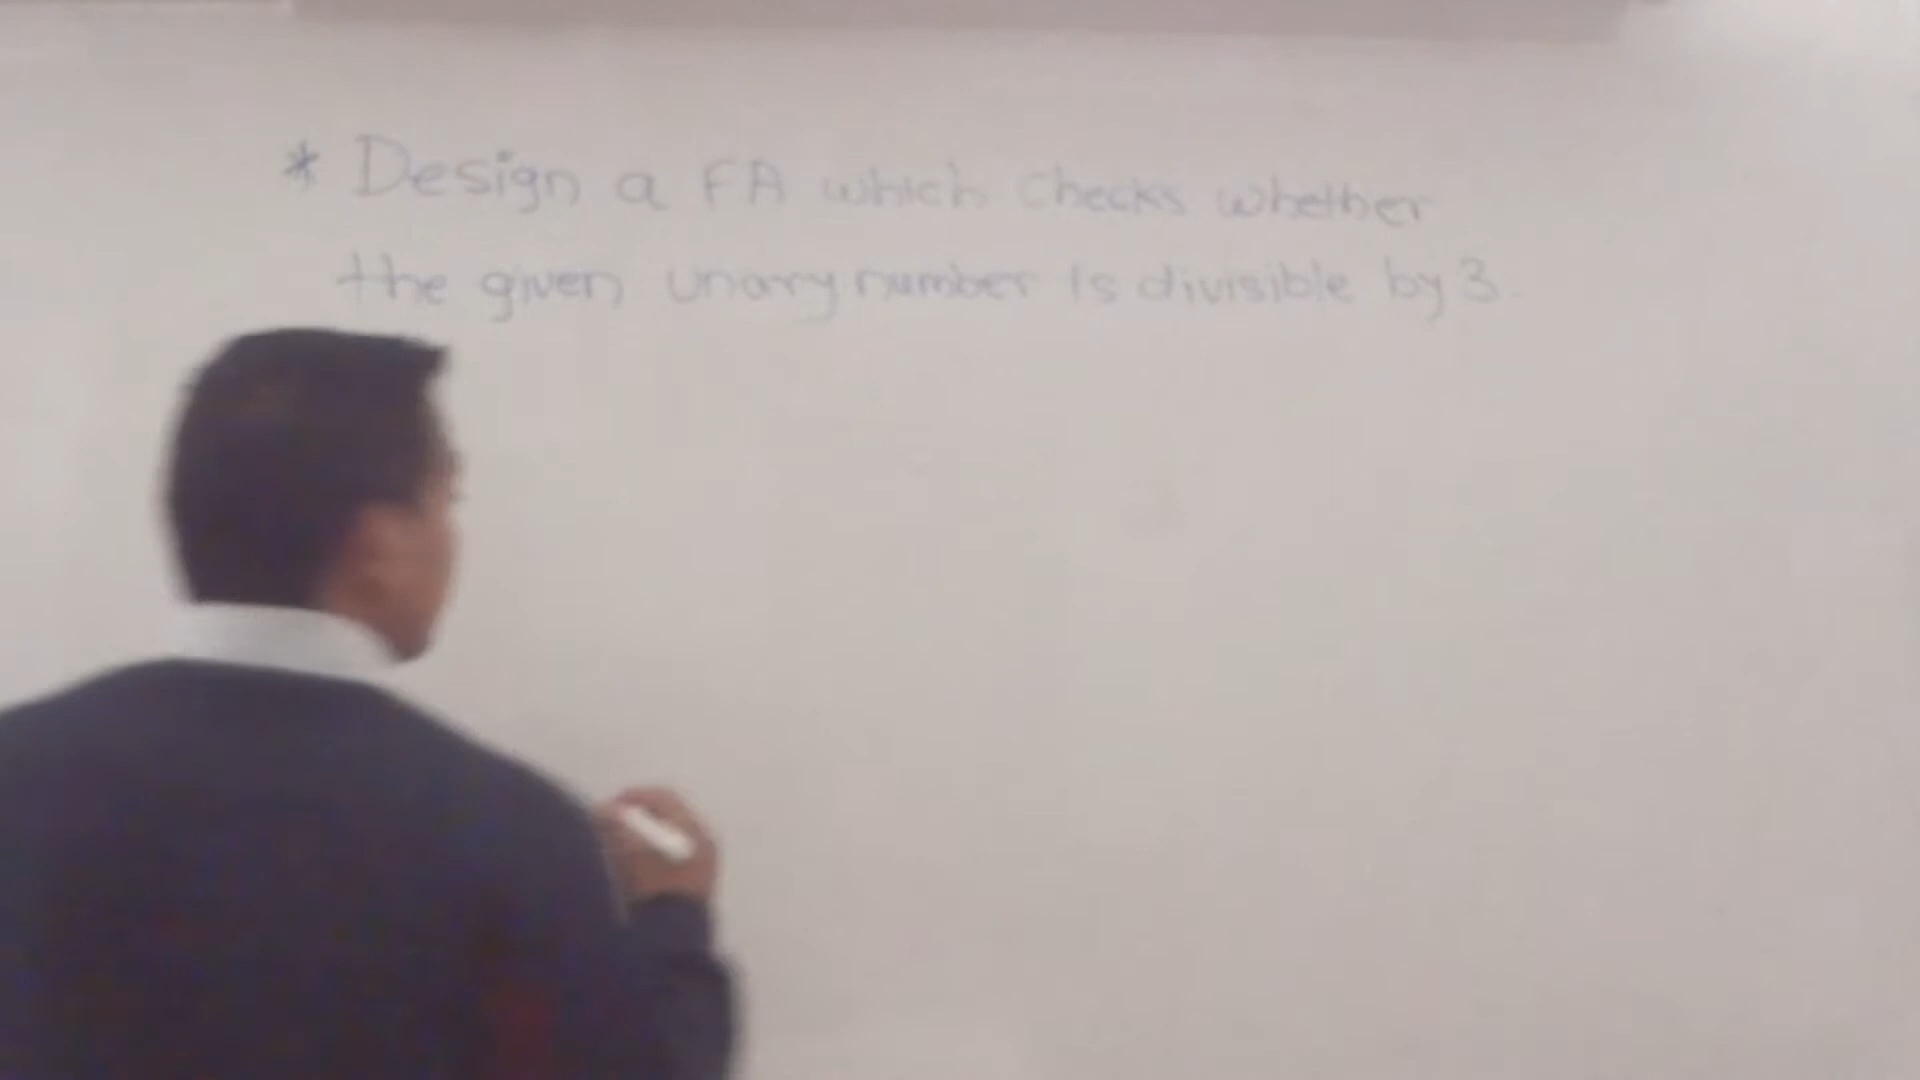 * Design a FA which checks whether
the given unary number is divisible by 3.